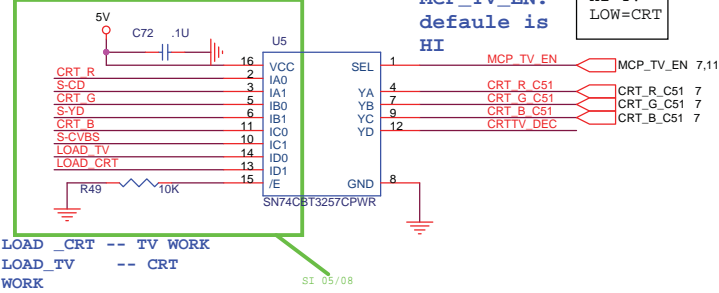 MCP_TV_EN:
defaule is
HI
LOW=CRT
5V
C72 .1U
U5
16 VCC
2 IA0
3 IA1
5 IB0
6 IB1
11 IC0
10 IC1
14 ID0
13 ID1
15 /E
CRT_R
S-CD
CRT_G
S-YD
CRT_B
S-CVBS
LOAD_TV
LOAD_CRT
R49 10K
SEL 1 MCP_TV_EN MCP_TV_EN 7,11
YA 4 CRT_R_C51 CRT_R_C51 7
YB 7 CRT_G_C51 CRT_G_C51 7
YC 9 CRT_B_C51 CRT_B_C51 7
YD 12 CRTTV_DEC
GND 8
SN74CBT3257CPWR
LOAD _CRT -- TV WORK
LOAD_TV -- CRT
WORK
SI 05/08